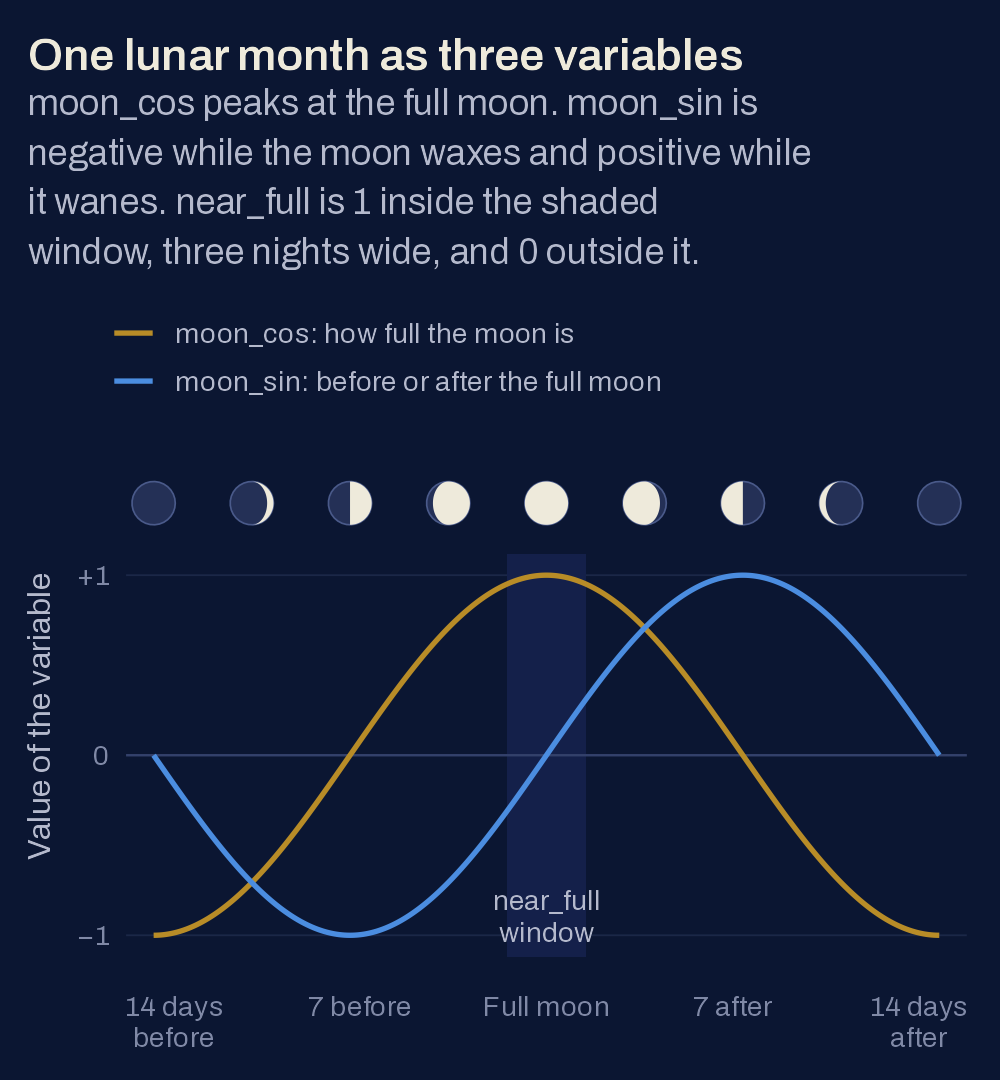 One lunar month as three variables
moon_cos peaks at the full moon. moon_sin is
negative while the moon waxes and positive while
it wanes. near_full is 1 inside the shaded
window, three nights wide, and 0 outside it.
moon_cos: how full the moon is
moon_sin: before or after the full moon
Value of the variable
+1
0
−1
near_full
window
14 days
before
7 before
Full moon
7 after
14 days
after